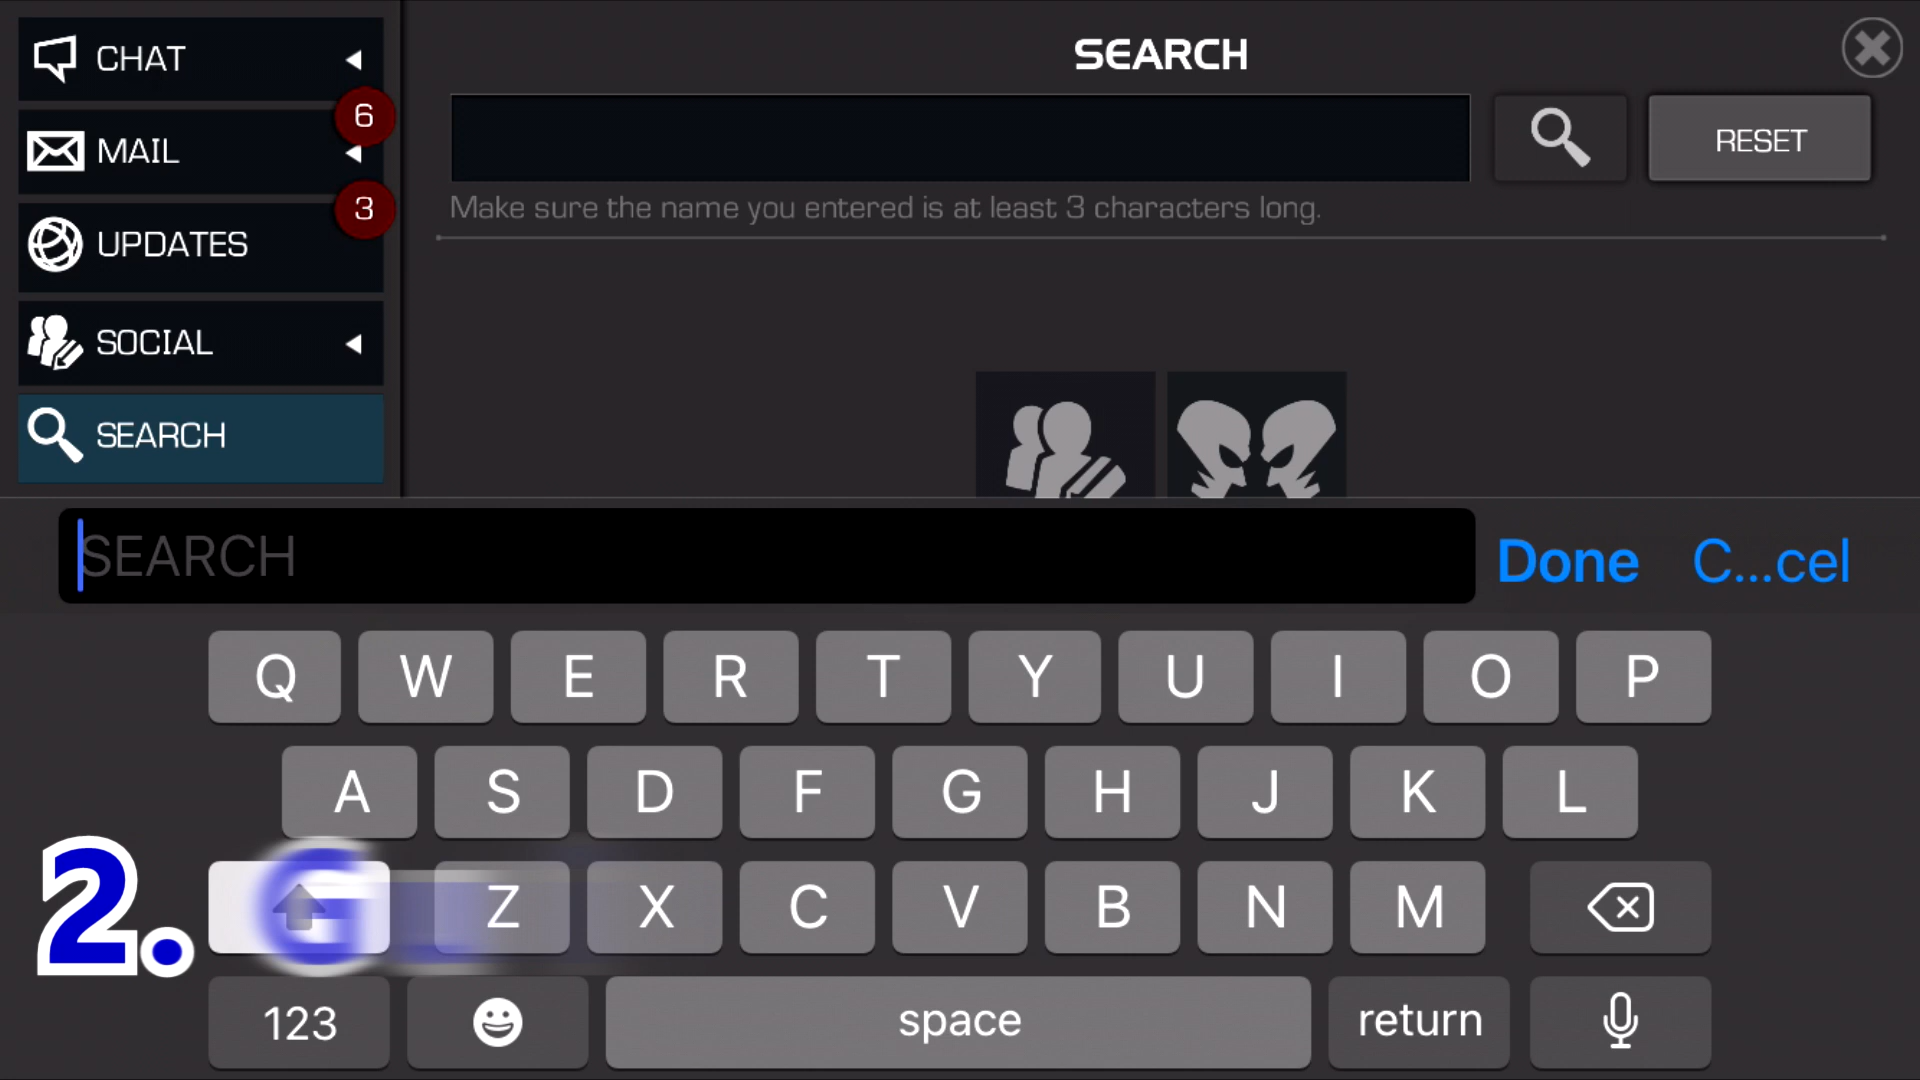 CHAT
6
MAIL
3
UPDATES
SOCIAL
SEARCH
SEARCH
RESET
Make sure the name you entered is at least 3 characters long.
SEARCH
Done C...cel
Q W E R T Y U I O P
A S D F G H J K L
Z X C V B N M
2. G
123 space return